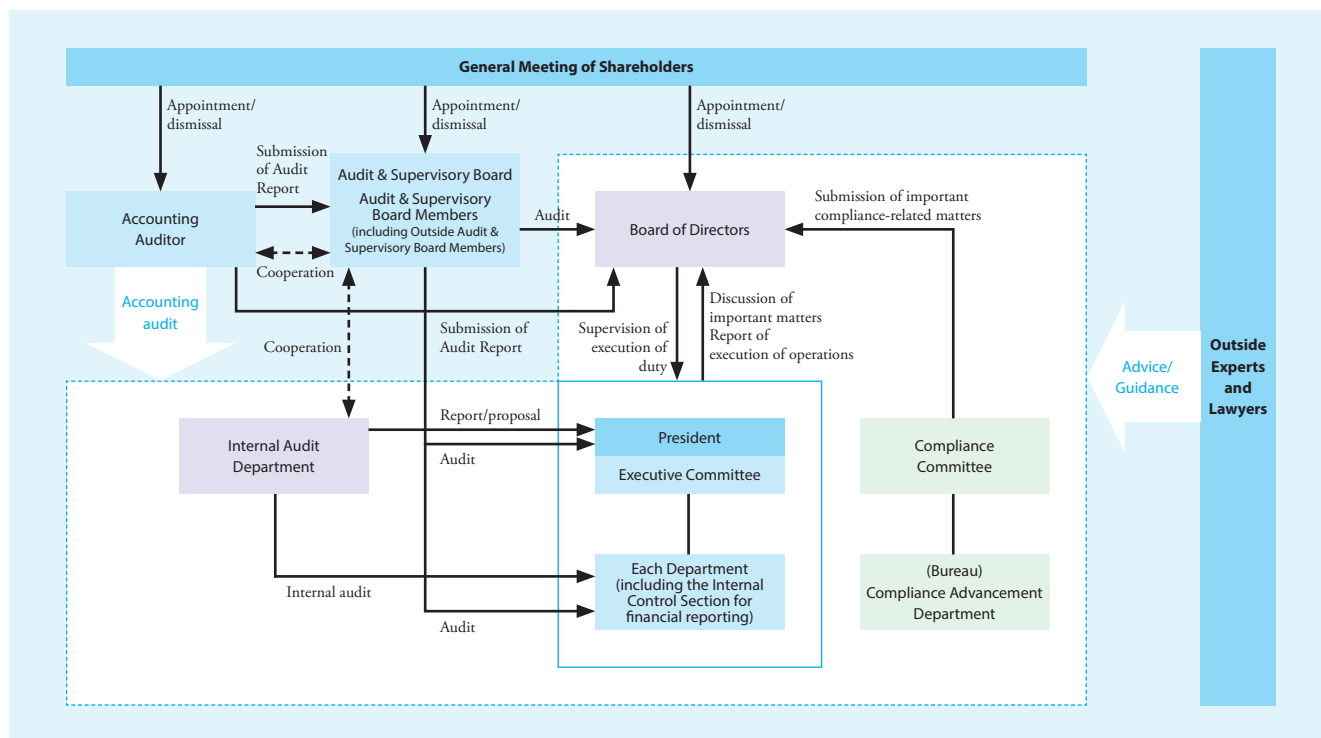 General Meeting of Shareholders
Appointment/
dismissal
Appointment/
dismissal
Appointment/
dismissal
Submission
of Audit
Report
Audit & Supervisory Board
Audit & Supervisory
Board Members
(including Outside Audit &
Supervisory Board Members)
Accounting
Auditor
Audit
Board of Directors
Submission of important
compliance-related matters
Cooperation
Accounting
audit
Cooperation
Submission of
Audit Report
Supervision of
execution of
duty
Discussion of
important matters
Report of
execution of operations
Advice/
Guidance
Outside
Experts
and
Lawyers
Internal Audit
Department
Report/proposal
Audit
President
Executive Committee
Compliance
Committee
Internal audit
Audit
Each Department
(including the Internal
Control Section for
financial reporting)
(Bureau)
Compliance Advancement
Department